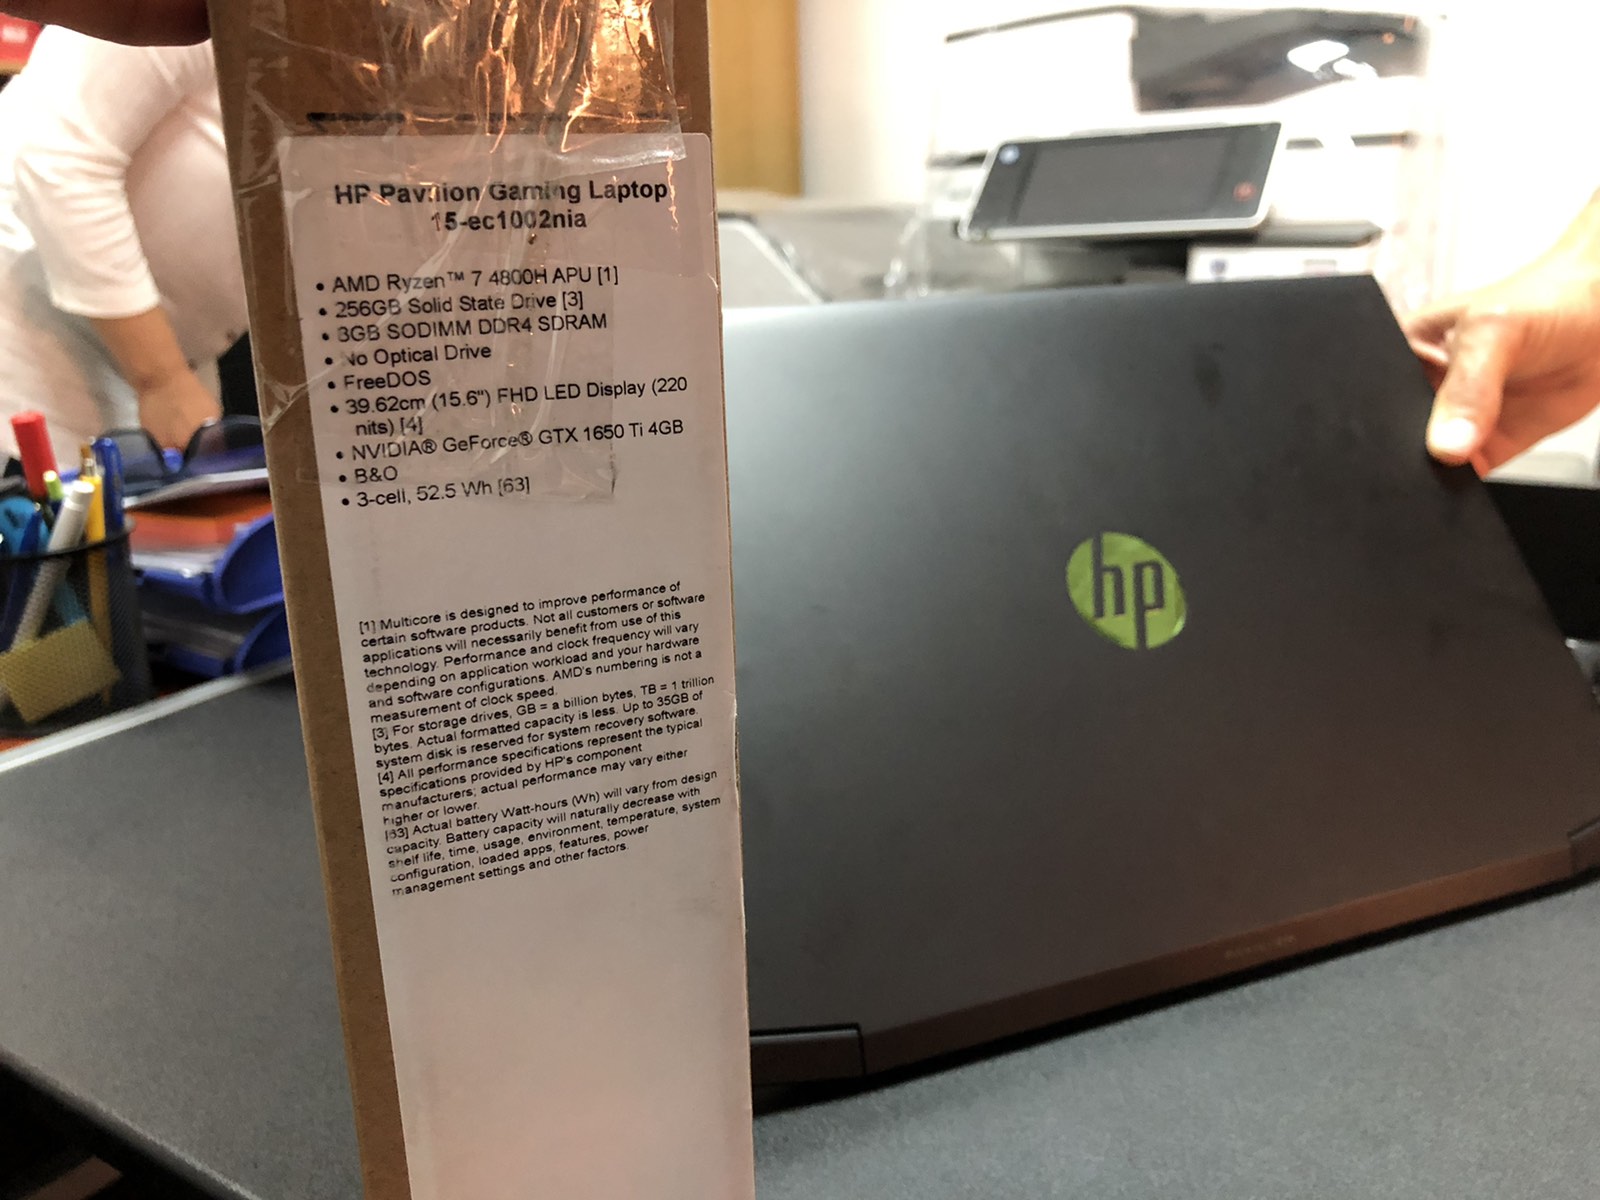 HP Pavilion Gaming Laptop
15-ec1002nia
• AMD Ryzen™ 7 4800H APU [1]
• 256GB Solid State Drive [3]
• 8GB SODIMM DDR4 SDRAM
• No Optical Drive
• FreeDOS
• 39.62cm (15.6") FHD LED Display (220
nits) [4]
• NVIDIA® GeForce® GTX 1650 Ti 4GB
• B&O
• 3-cell, 52.5 Wh [63]
[1] Multicore is designed to improve performance of
certain software products. Not all customers or software
applications will necessarily benefit from use of this
technology. Performance and clock frequency will vary
depending on application workload and your hardware
and software configurations. AMD's numbering is not a
measurement of clock speed.
[3] For storage drives, GB = a billion bytes, TB = 1 trillion
bytes. Actual formatted capacity is less. Up to 35GB of
system disk is reserved for system recovery software.
[4] All performance specifications represent the typical
specifications provided by HP's component
manufacturers; actual performance may vary either
higher or lower.
[63] Actual battery Watt-hours (Wh) will vary from design
capacity. Battery capacity will naturally decrease with
shelf life, time, usage, environment, temperature, system
configuration, loaded apps, features, power
management settings and other factors.
hp